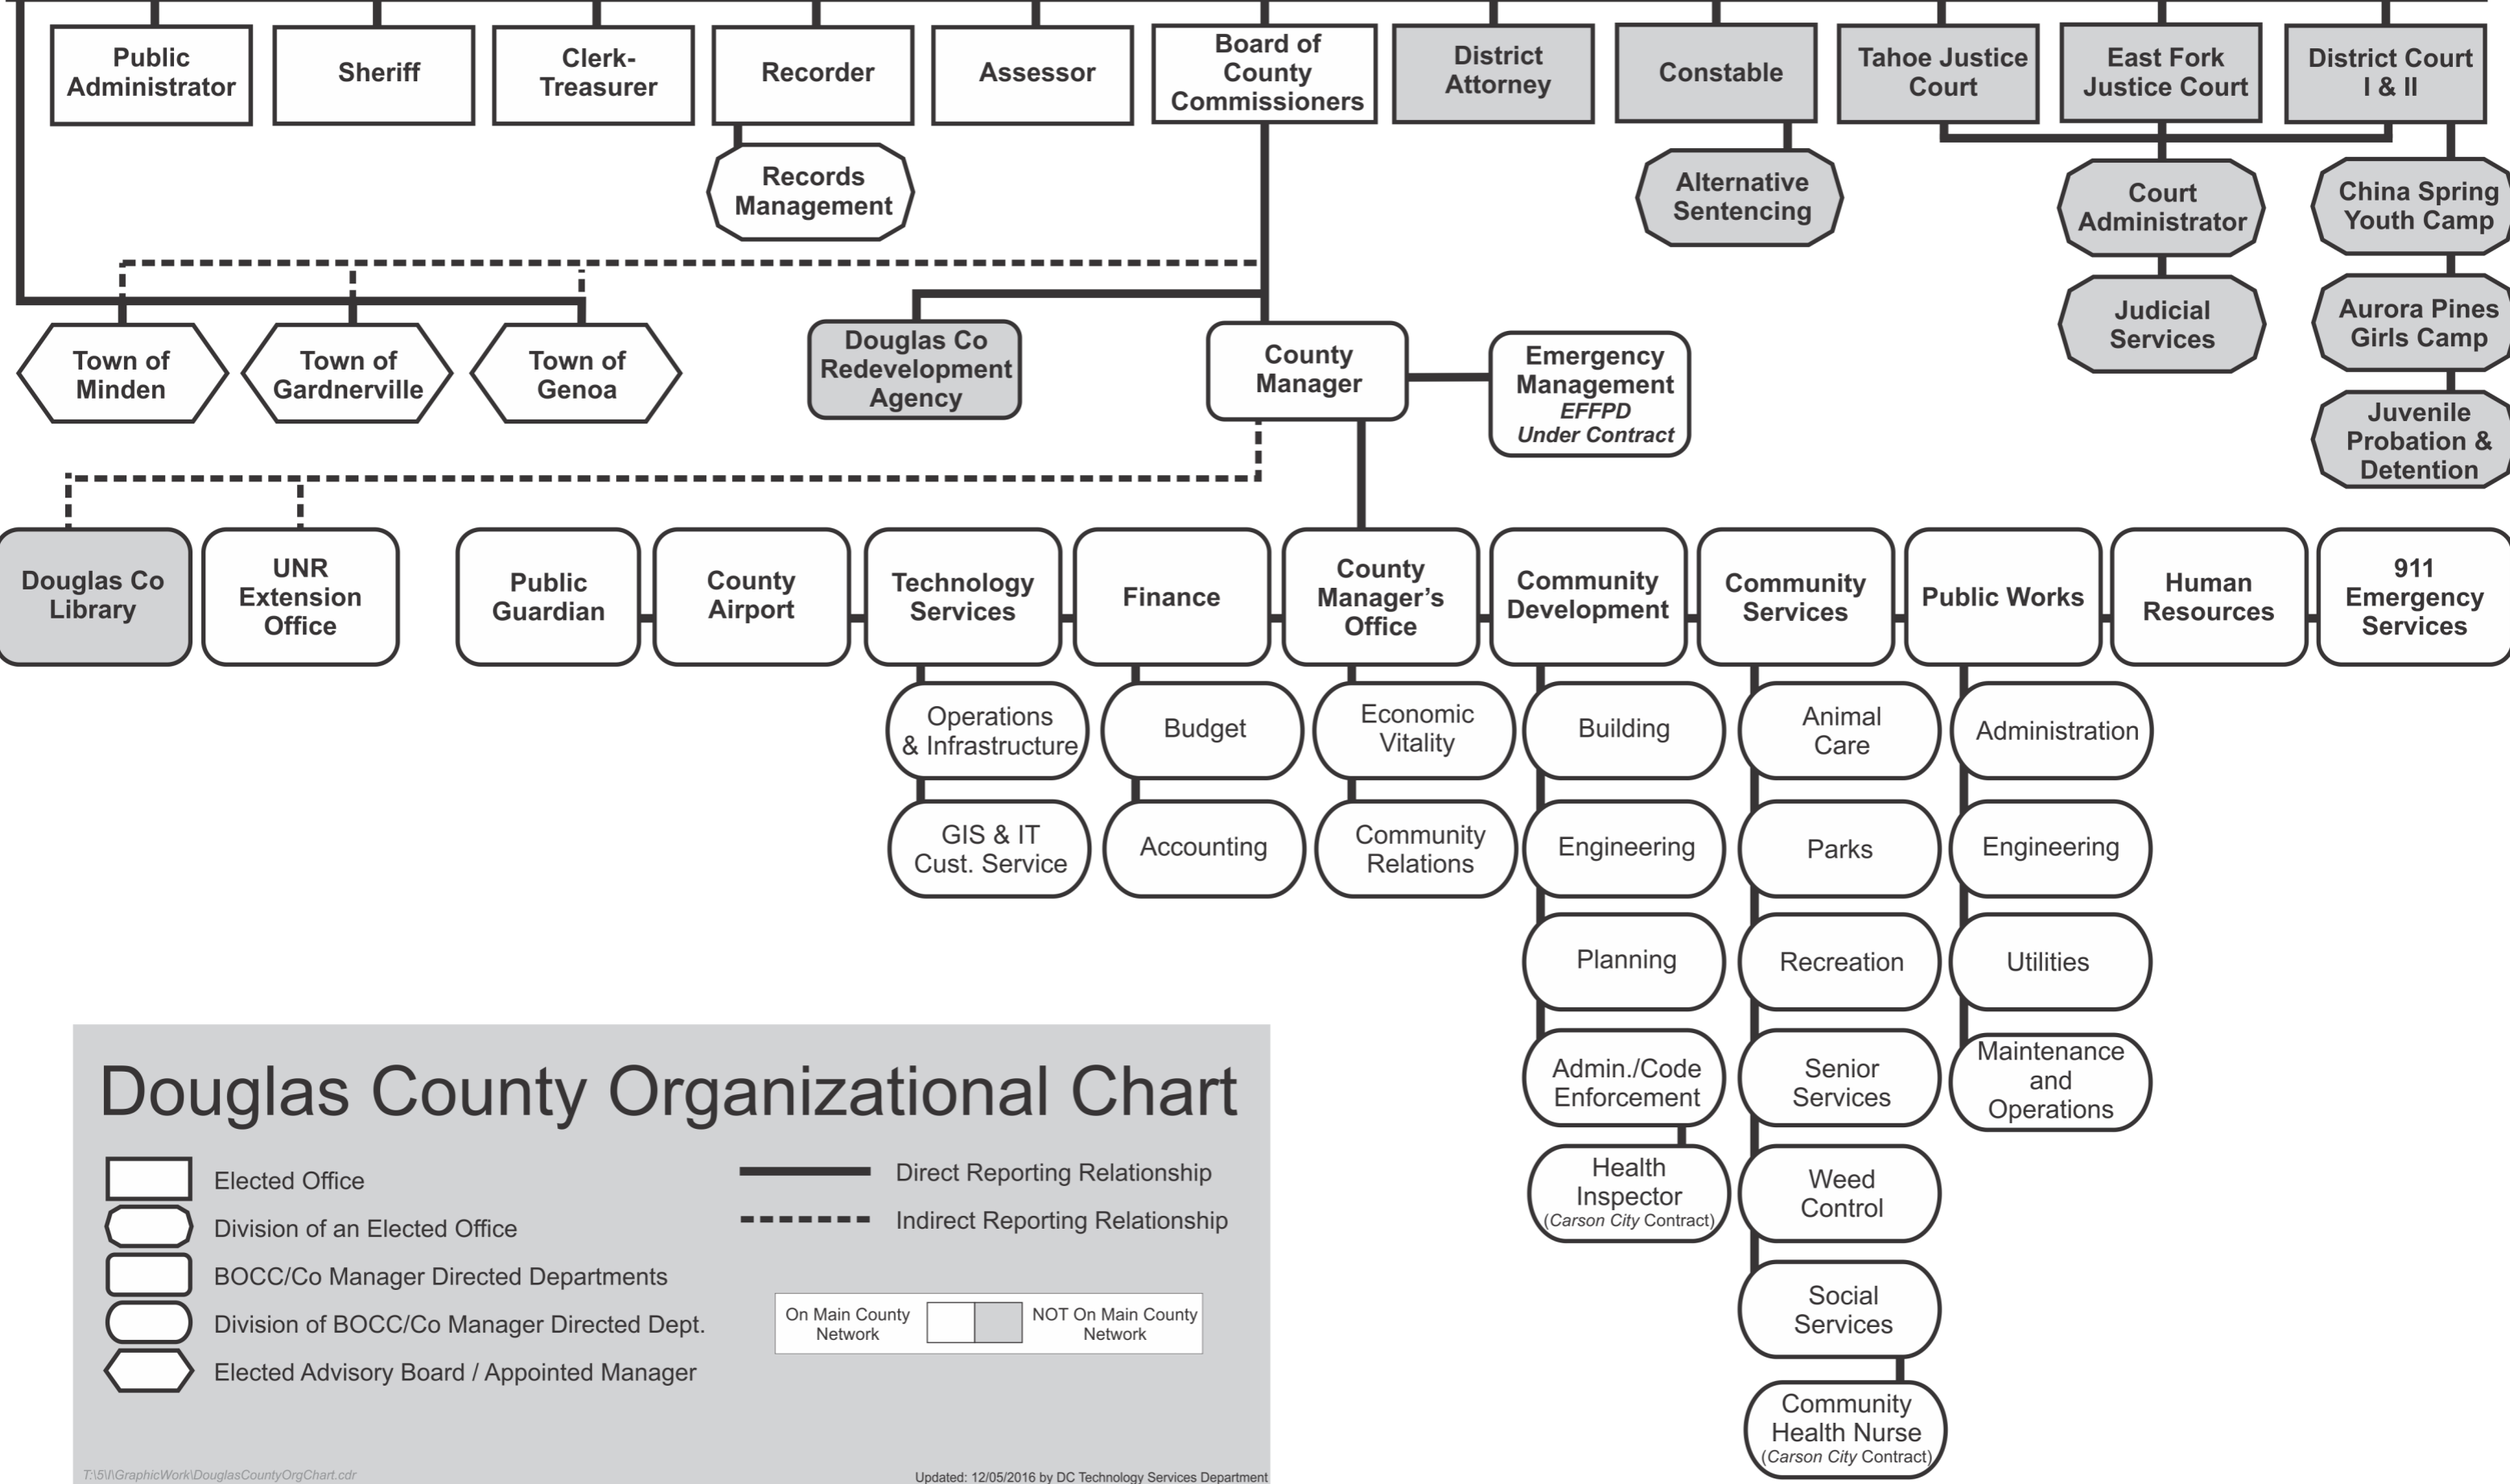 Public
Administrator
Sheriff
Clerk-
Treasurer
Recorder
Assessor
Board of
County
Commissioners
District
Attorney
Constable
Tahoe Justice
Court
East Fork
Justice Court
District Court
I & II
Records
Management
Alternative
Sentencing
Court
Administrator
China Spring
Youth Camp
Judicial
Services
Aurora Pines
Girls Camp
Juvenile
Probation &
Detention
Town of
Minden
Town of
Gardnerville
Town of
Genoa
Douglas Co
Redevelopment
Agency
County
Manager
Emergency
Management
EFFPD
Under Contract
Douglas Co
Library
UNR
Extension
Office
Public
Guardian
County
Airport
Technology
Services
Finance
County
Manager’s
Office
Community
Development
Community
Services
Public Works
Human
Resources
911
Emergency
Services
Operations
& Infrastructure
GIS & IT
Cust. Service
Budget
Accounting
Economic
Vitality
Community
Relations
Building
Engineering
Planning
Admin./Code
Enforcement
Health
Inspector
(Carson City Contract)
Animal
Care
Parks
Recreation
Senior
Services
Weed
Control
Social
Services
Community
Health Nurse
(Carson City Contract)
Administration
Engineering
Utilities
Maintenance
and
Operations
Douglas County Organizational Chart
Elected Office
Division of an Elected Office
BOCC/Co Manager Directed Departments
Division of BOCC/Co Manager Directed Dept.
Elected Advisory Board / Appointed Manager
Direct Reporting Relationship
Indirect Reporting Relationship
On Main County
Network
NOT On Main County
Network
T:\5\I\GraphicWork\DouglasCountyOrgChart.cdr
Updated: 12/05/2016 by DC Technology Services Department